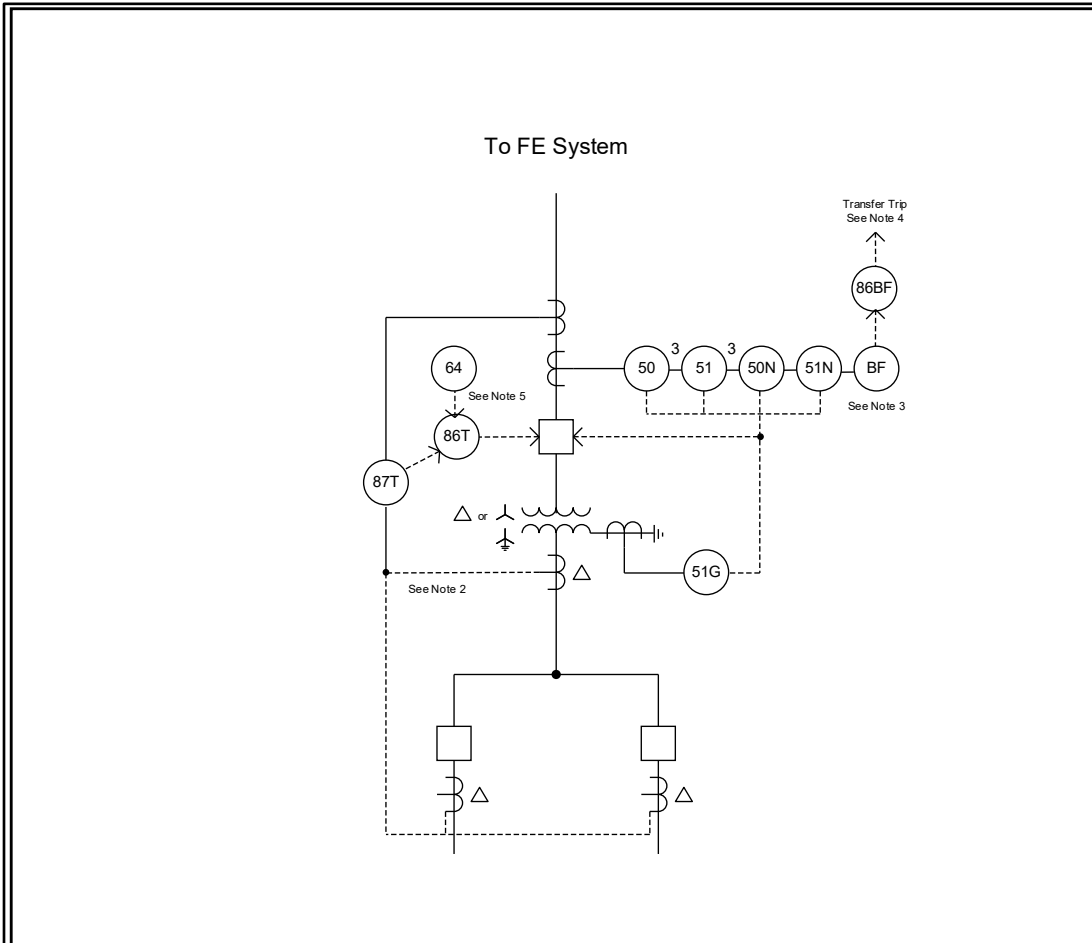 To FE System
Transfer Trip
See Note 4
86BF
3
3
64
50
51
50N
51N
BF
See Note 5
See Note 3
86T
87T
or
51G
See Note 2